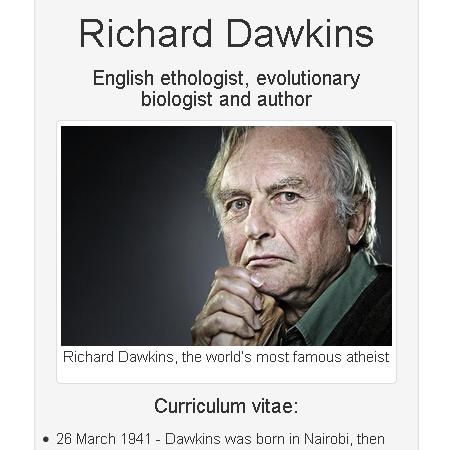 Richard Dawkins
English ethologist, evolutionary
biologist and author
Richard Dawkins, the world's most famous atheist
Curriculum vitae:
• 26 March 1941 - Dawkins was born in Nairobi, then